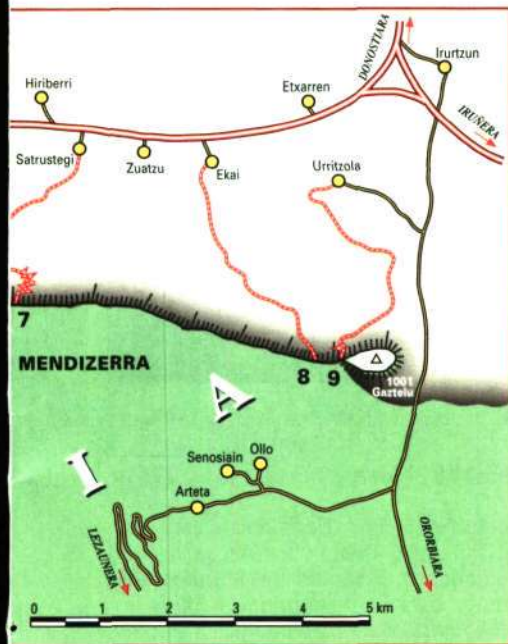 Irurtzun
DONOSTIARA
Hiriberri
Etxarren
IRUÑERA
Satrustegi
Zuatzu
Ekai
Urritzola
7
MENDIZERRA
8 9
1001
Gaztelu
A
I
Senosiain
Ollo
Arteta
LEZAUNERA
ORORBIARA
0 1 2 3 4 5 km